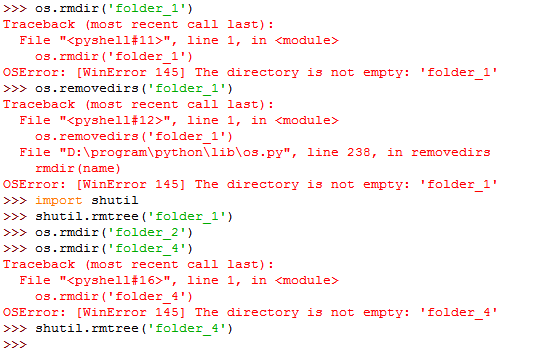 >>> os.rmdir('folder_1')
Traceback (most recent call last):
  File "<pyshell#11>", line 1, in <module>
    os.rmdir('folder_1')
OSError: [WinError 145] The directory is not empty: 'folder_1'
>>> os.removedirs('folder_1')
Traceback (most recent call last):
  File "<pyshell#12>", line 1, in <module>
    os.removedirs('folder_1')
  File "D:\program\python\lib\os.py", line 238, in removedirs
    rmdir(name)
OSError: [WinError 145] The directory is not empty: 'folder_1'
>>> import shutil
>>> shutil.rmtree('folder_1')
>>> os.rmdir('folder_2')
>>> os.rmdir('folder_4')
Traceback (most recent call last):
  File "<pyshell#16>", line 1, in <module>
    os.rmdir('folder_4')
OSError: [WinError 145] The directory is not empty: 'folder_4'
>>> shutil.rmtree('folder_4')
>>>